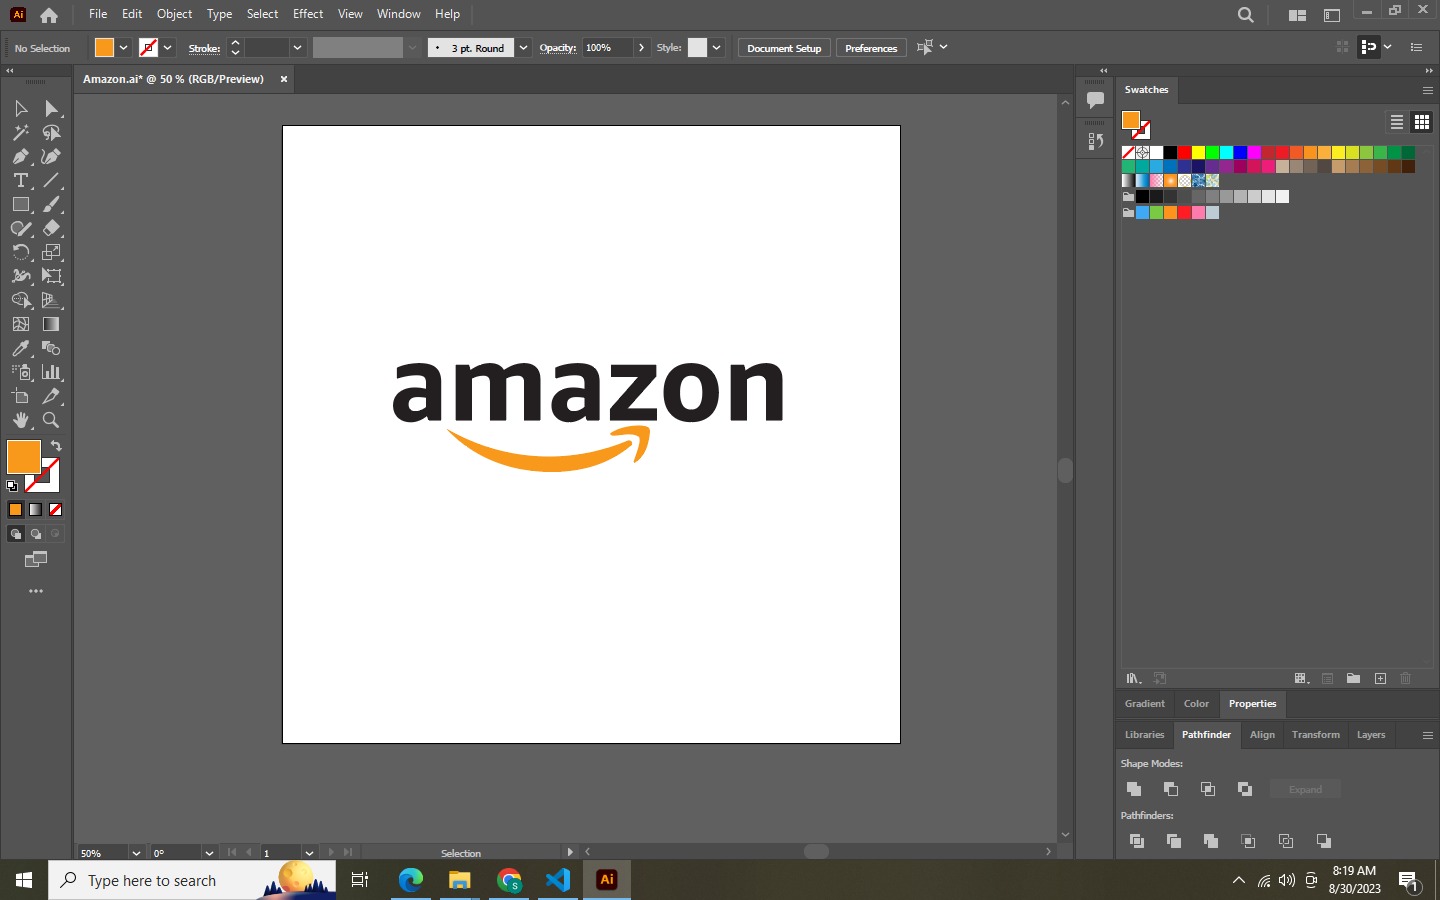 Ai File Edit Object Type Select Effect View Window Help
No Selection Stroke: 3 pt. Round Opacity: 100% Style: Document Setup Preferences
Amazon.ai* @ 50 % (RGB/Preview) ×
Swatches
amazon
Gradient Color Properties
Libraries Pathfinder Align Transform Layers
Shape Modes:
Expand
Pathfinders:
50% 0° 1 Selection
Type here to search
S
Ai
8:19 AM
8/30/2023
1